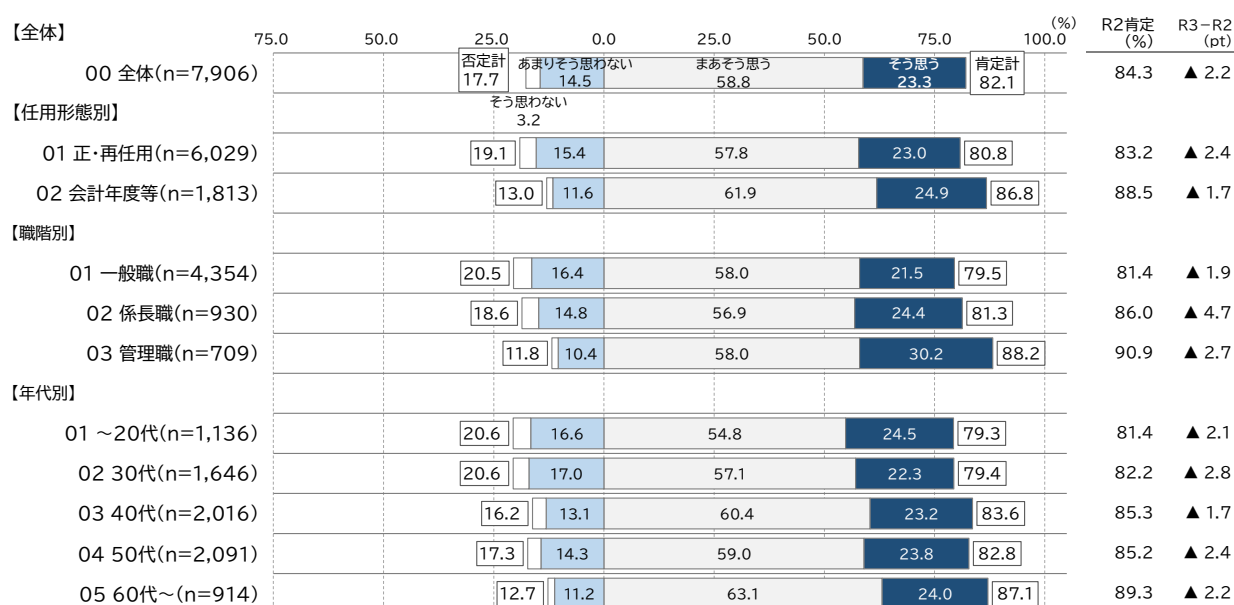 【全体】
(%)
R2肯定
(%)
R3－R2
(pt)
75.0 50.0 25.0 0.0 25.0 50.0 75.0 100.0
00 全体(n=7,906) 否定計 17.7 あまりそう思わない 14.5 まあそう思う 58.8 そう思う 23.3 肯定計 82.1 84.3 ▲ 2.2
そう思わない
3.2
【任用形態別】
01 正･再任用(n=6,029) 19.1 15.4 57.8 23.0 80.8 83.2 ▲ 2.4
02 会計年度等(n=1,813) 13.0 11.6 61.9 24.9 86.8 88.5 ▲ 1.7
【職階別】
01 一般職(n=4,354) 20.5 16.4 58.0 21.5 79.5 81.4 ▲ 1.9
02 係長職(n=930) 18.6 14.8 56.9 24.4 81.3 86.0 ▲ 4.7
03 管理職(n=709) 11.8 10.4 58.0 30.2 88.2 90.9 ▲ 2.7
【年代別】
01 ～20代(n=1,136) 20.6 16.6 54.8 24.5 79.3 81.4 ▲ 2.1
02 30代(n=1,646) 20.6 17.0 57.1 22.3 79.4 82.2 ▲ 2.8
03 40代(n=2,016) 16.2 13.1 60.4 23.2 83.6 85.3 ▲ 1.7
04 50代(n=2,091) 17.3 14.3 59.0 23.8 82.8 85.2 ▲ 2.4
05 60代～(n=914) 12.7 11.2 63.1 24.0 87.1 89.3 ▲ 2.2